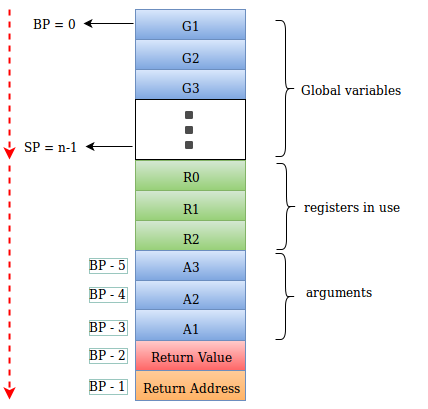 BP = 0
G1
G2
G3
Global variables
SP = n-1
R0
R1
R2
registers in use
BP - 5
A3
BP - 4
A2
arguments
BP - 3
A1
BP - 2
Return Value
BP - 1
Return Address